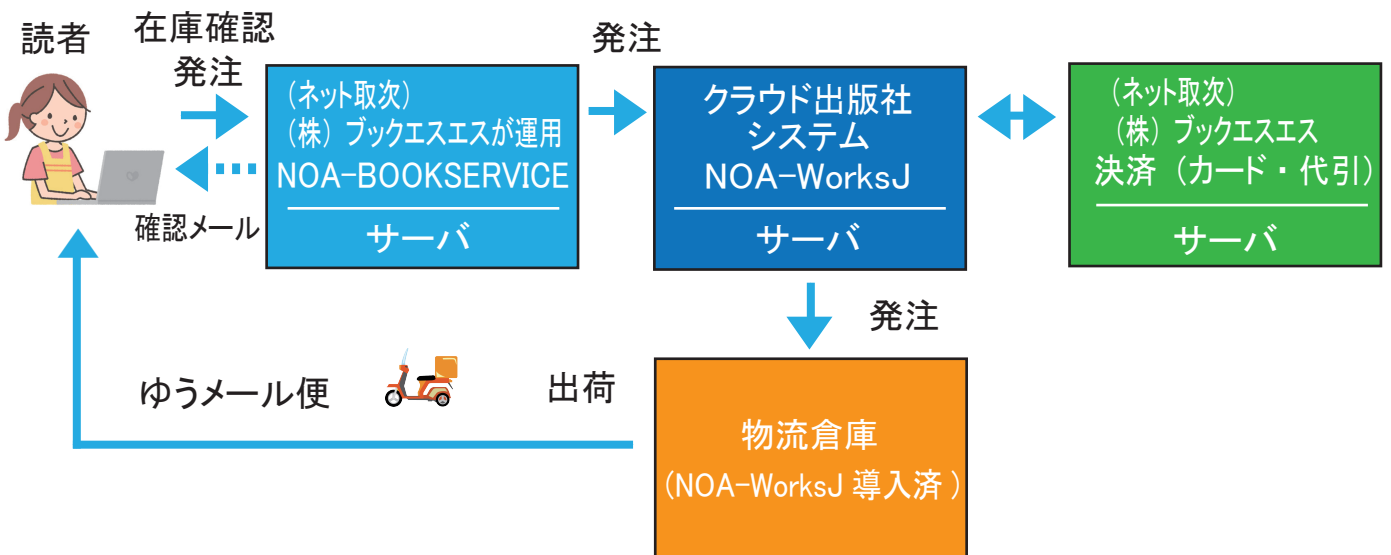 読者
在庫確認
発注
確認メール
（ネット取次）
（株）ブックエスエスが運用
NOA-BOOKSERVICE
サーバ
発注
クラウド出版社
システム
NOA-WorksJ
サーバ
（ネット取次）
（株）ブックエスエス
決済（カード・代引）
サーバ
発注
ゆうメール便
出荷
物流倉庫
（NOA-WorksJ 導入済 ）